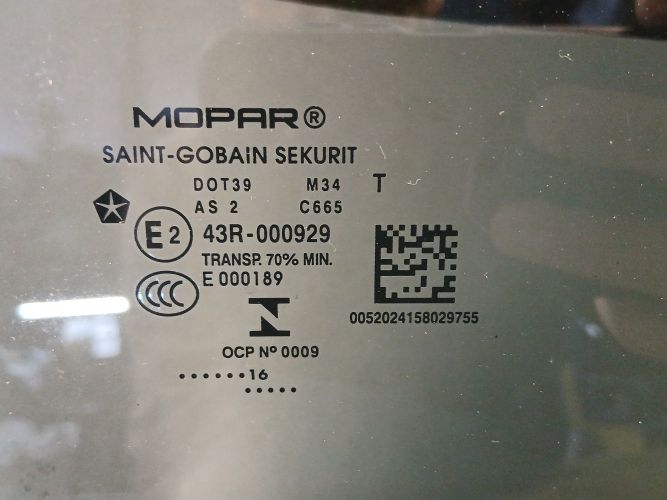 MOPAR®
SAINT-GOBAIN SEKURIT
DOT39 M34 T
AS 2 C665
E2 43R-000929
TRANSP. 70% MIN.
CCC E000189
0052024158029755
OCP Nº 0009
......16
.....